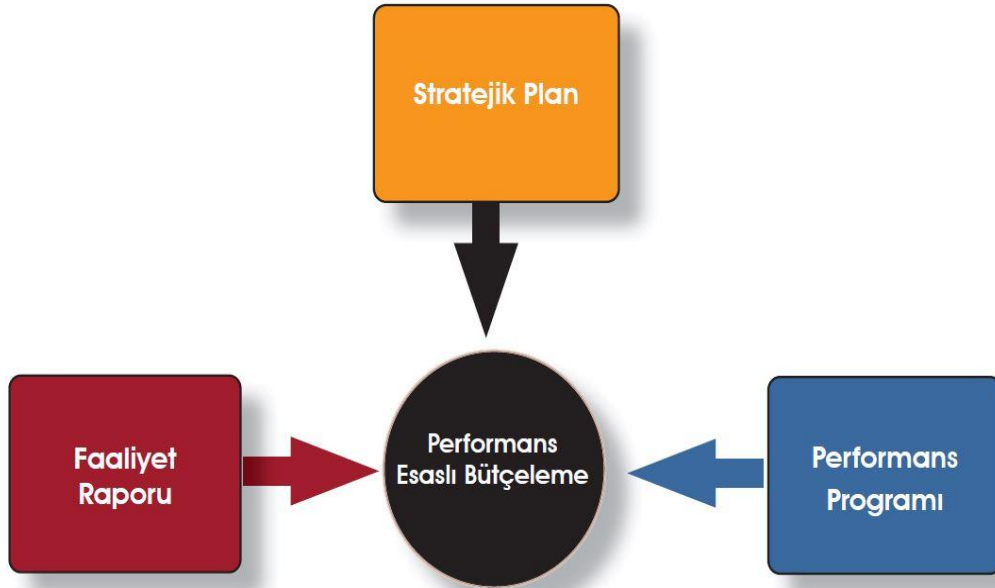 Stratejik Plan
Faaliyet
Raporu
Performans
Esaslı Bütçeleme
Performans
Programı